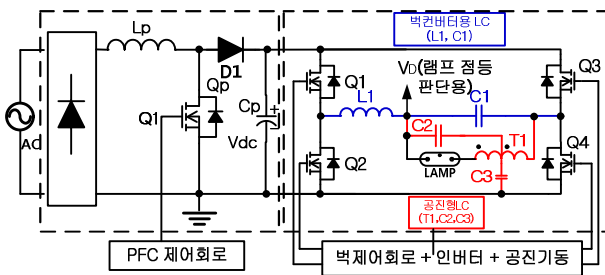 Lp
벅컨버터용 LC
(L1, C1)
D1
Qp
Q1
Cp
Vdc
AC
Q1
VD(램프 점등
판단용)
Q3
L1
C1
C2
T1
Q2
LAMP
C3
Q4
공진형LC
(T1,C2,C3)
PFC 제어회로
벅제어회로 + 인버터 + 공진기동